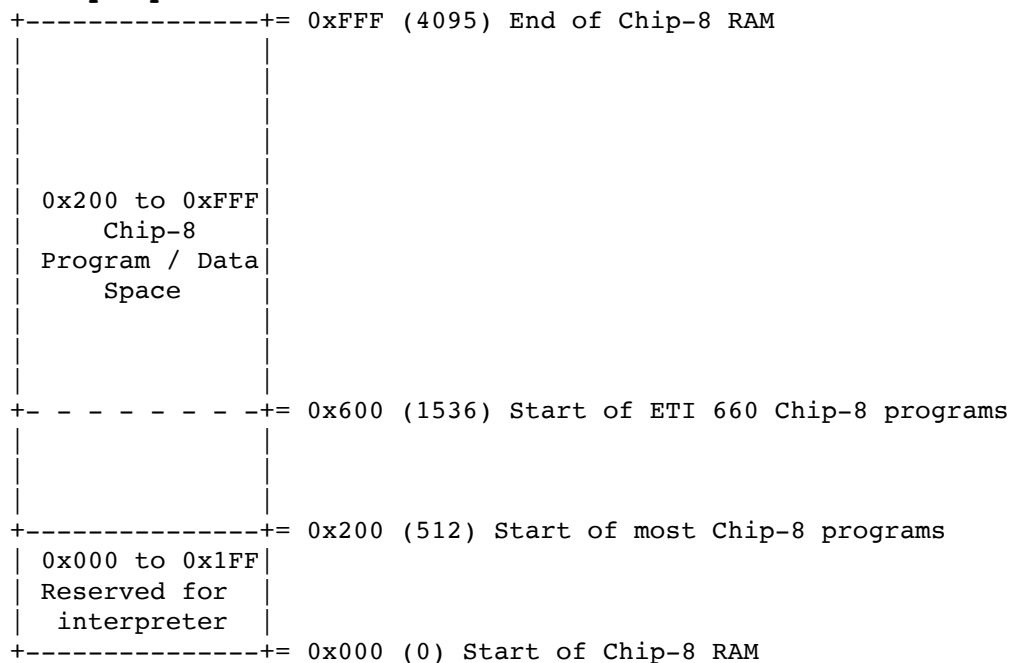 +---------------+= 0xFFF (4095) End of Chip-8 RAM
|               |
|               |
|               |
|               |
|               |
| 0x200 to 0xFFF|
|     Chip-8    |
| Program / Data|
|     Space     |
|               |
|               |
|               |
+- - - - - - - -+= 0x600 (1536) Start of ETI 660 Chip-8 programs
|               |
|               |
|               |
+---------------+= 0x200 (512) Start of most Chip-8 programs
| 0x000 to 0x1FF|
| Reserved for  |
|  interpreter  |
+---------------+= 0x000 (0) Start of Chip-8 RAM